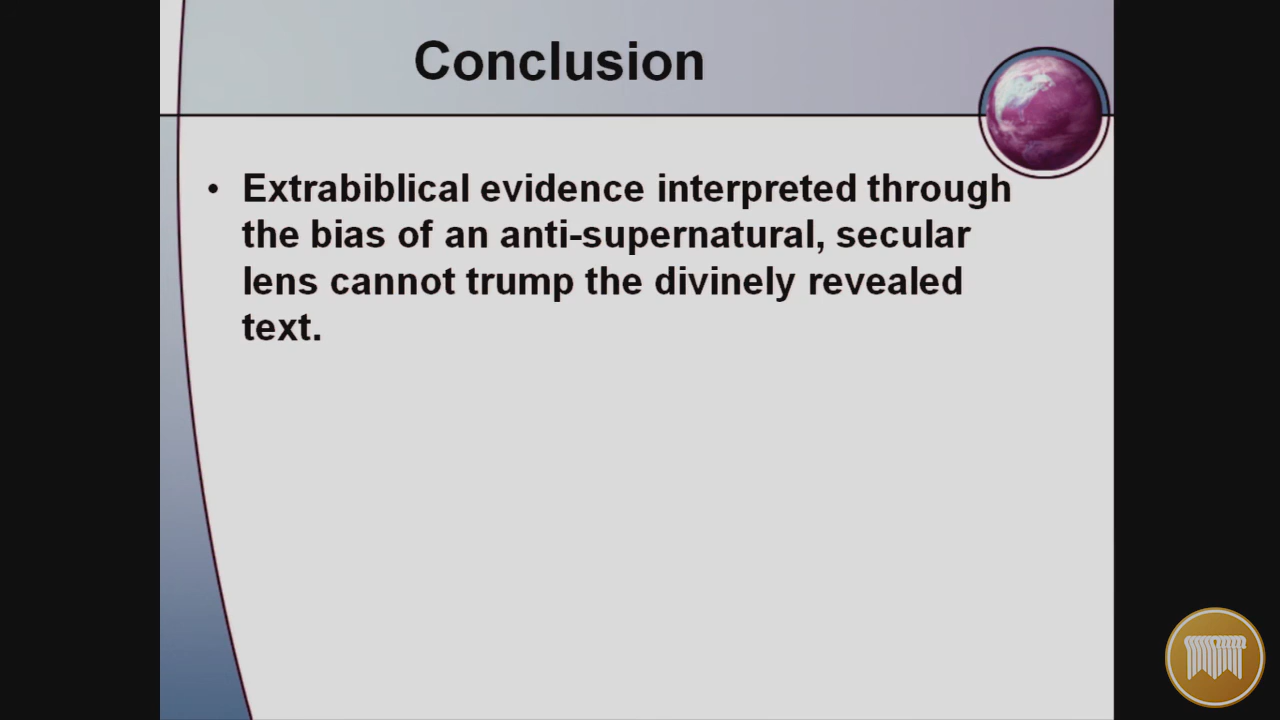 Conclusion
• Extrabiblical evidence interpreted through
the bias of an anti-supernatural, secular
lens cannot trump the divinely revealed
text.